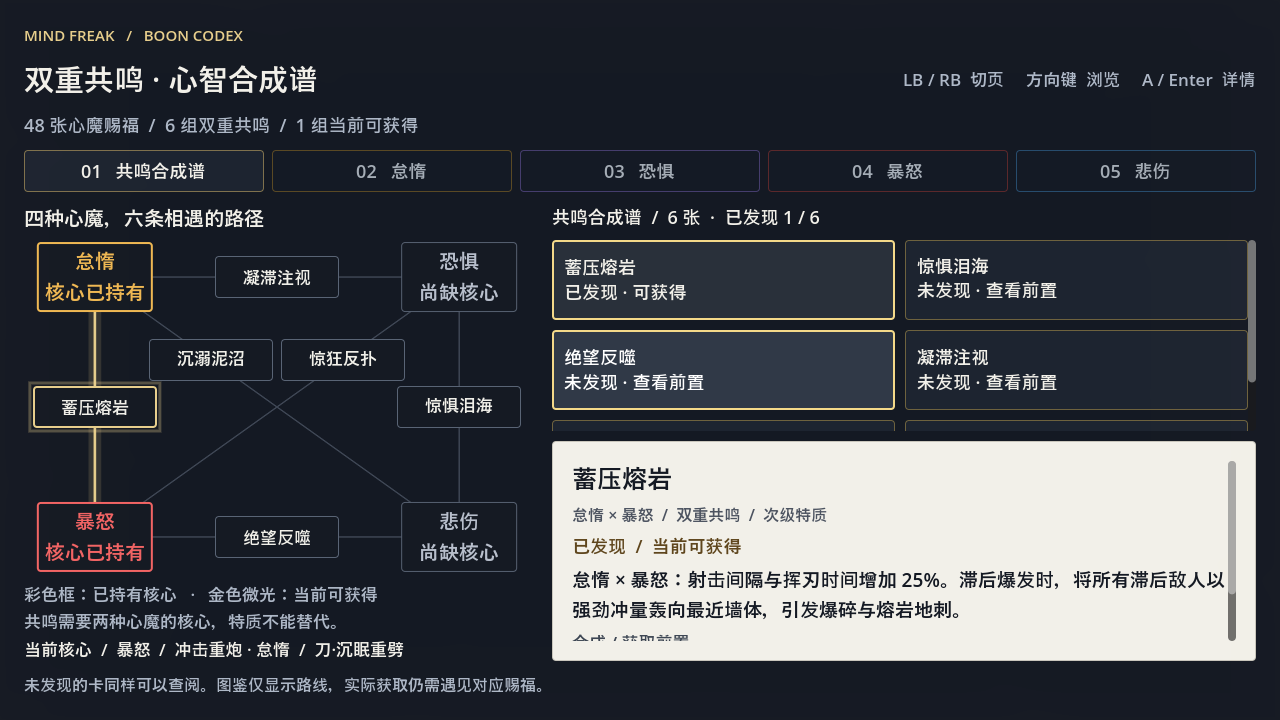 MIND FREAK / BOON CODEX
双重共鸣 · 心智合成谱
LB / RB 切页 方向键 浏览 A / Enter 详情
48 张心魔赐福 / 6 组双重共鸣 / 1 组当前可获得
01 共鸣合成谱
02 怠惰
03 恐惧
04 暴怒
05 悲伤
四种心魔，六条相遇的路径
怠惰
核心已持有
凝滞注视
恐惧
尚缺核心
沉溺泥沼
惊狂反扑
蓄压熔岩
惊惧泪海
暴怒
核心已持有
绝望反噬
悲伤
尚缺核心
彩色框：已持有核心 · 金色微光：当前可获得
共鸣需要两种心魔的核心，特质不能替代。
当前核心 / 暴怒 / 冲击重炮 · 怠惰 / 刀·沉眠重劈
未发现的卡同样可以查阅。图鉴仅显示路线，实际获取仍需遇见对应赐福。
共鸣合成谱 / 6 张 · 已发现 1 / 6
蓄压熔岩
已发现 · 可获得
惊惧泪海
未发现 · 查看前置
绝望反噬
未发现 · 查看前置
凝滞注视
未发现 · 查看前置
蓄压熔岩
怠惰 × 暴怒 / 双重共鸣 / 次级特质
已发现 / 当前可获得
怠惰 × 暴怒：射击间隔与挥刃时间增加 25%。滞后爆发时，将所有滞后敌人以
强劲冲量轰向最近墙体，引发爆碎与熔岩地刺。
合成 / 获取前置